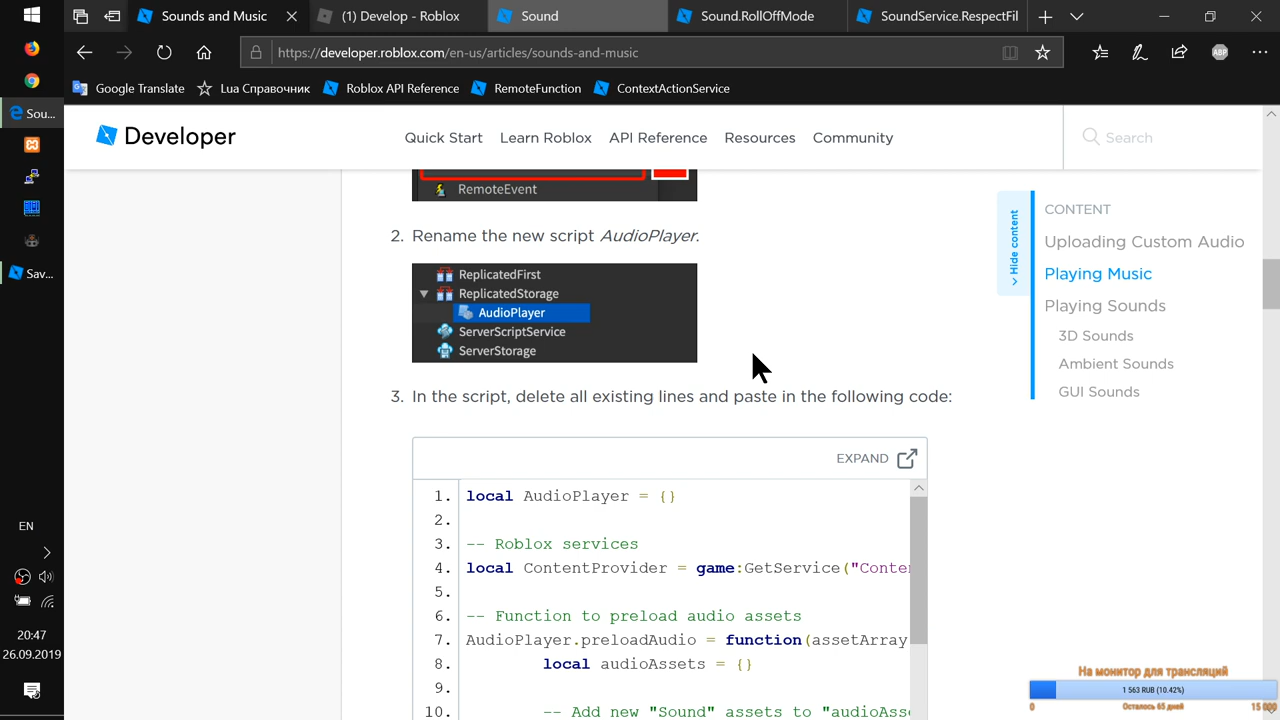 Sounds and Music
(1) Develop - Roblox
Sound
Sound.RollOffMode
SoundService.RespectFil
https://developer.roblox.com/en-us/articles/sounds-and-music
ABP
Google Translate
Lua Справочник
Roblox API Reference
RemoteFunction
ContextActionService
Sou...
Sav...
EN
20:47
26.09.2019
Developer
Quick Start
Learn Roblox
API Reference
Resources
Community
Search
RemoteEvent
2. Rename the new script AudioPlayer.
ReplicatedFirst
ReplicatedStorage
AudioPlayer
ServerScriptService
ServerStorage
3. In the script, delete all existing lines and paste in the following code:
EXPAND
1. local AudioPlayer = {}
2.
3. -- Roblox services
4. local ContentProvider = game:GetService("Conte
5.
6. -- Function to preload audio assets
7. AudioPlayer.preloadAudio = function(assetArray
8. local audioAssets = {}
9.
10. -- Add new "Sound" assets to "audioAss
Hide content
CONTENT
Uploading Custom Audio
Playing Music
Playing Sounds
3D Sounds
Ambient Sounds
GUI Sounds
На монитор для трансляций
1 563 RUB (10.42%)
0
Осталось 65 дней
15 000